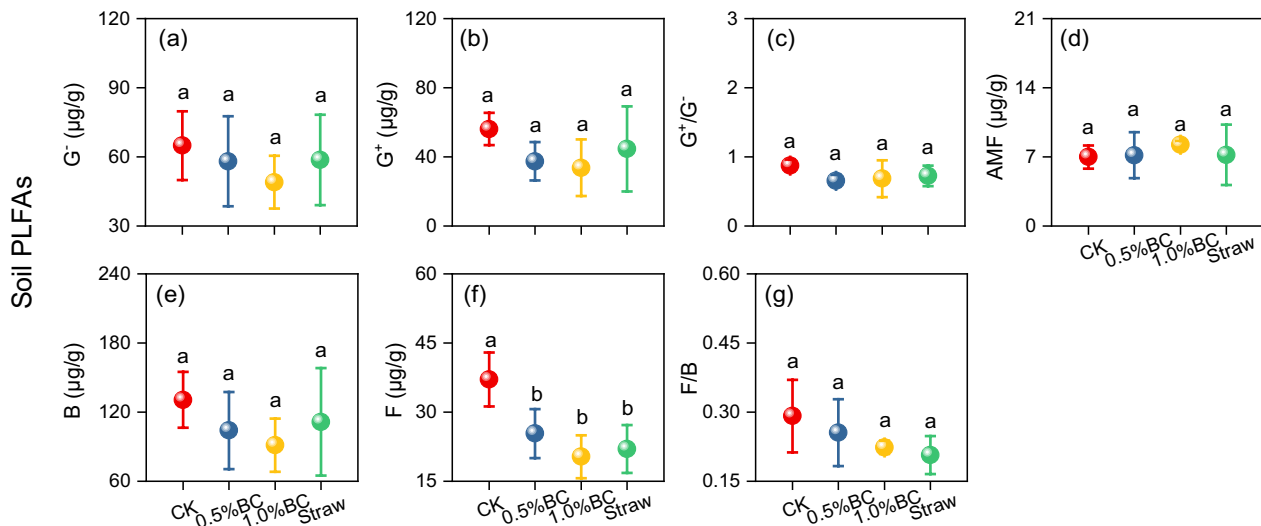 Soil PLFAs
(a)
G⁻ (µg/g)
120
90
60
30
a
a
a
a
(b)
G⁺ (µg/g)
120
80
40
0
a
a
a
a
(c)
G⁺/G⁻
3
2
1
0
a
a
a
a
(d)
AMF (µg/g)
21
14
7
0
a
a
a
a
CK
0.5%BC
1.0%BC
Straw
(e)
B (µg/g)
240
180
120
60
a
a
a
a
CK
0.5%BC
1.0%BC
Straw
(f)
F (µg/g)
60
45
30
15
a
b
b
b
CK
0.5%BC
1.0%BC
Straw
(g)
F/B
0.60
0.45
0.30
0.15
a
a
a
a
CK
0.5%BC
1.0%BC
Straw